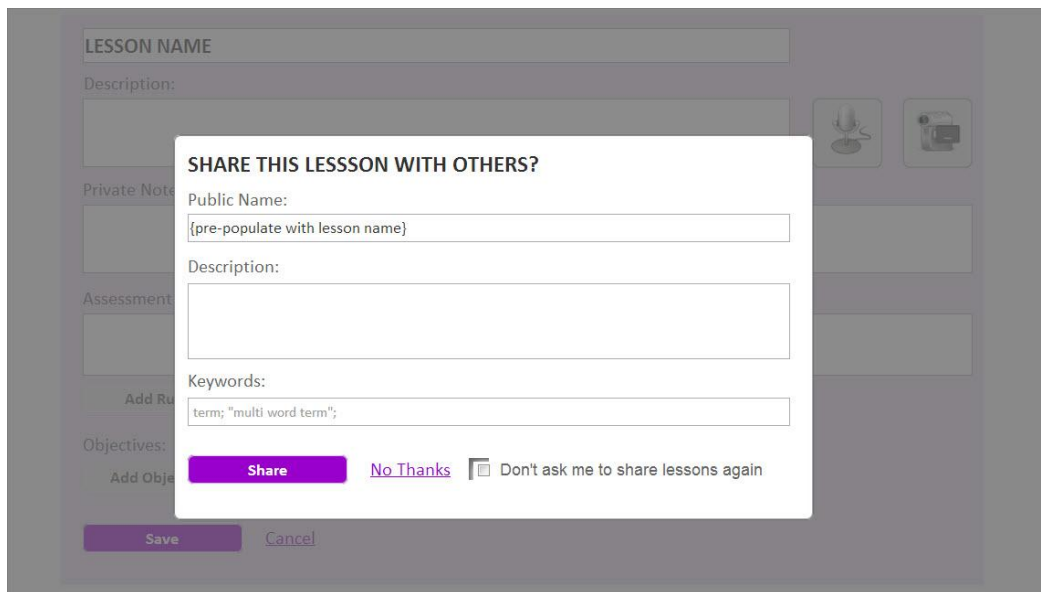 LESSON NAME
Description:
SHARE THIS LESSSON WITH OTHERS?
Private Note
Public Name:
{pre-populate with lesson name}
Description:
Assessment
Keywords:
Add Ru
term; "multi word term";
Objectives:
Share No Thanks Don't ask me to share lessons again
Add Obje
Save Cancel